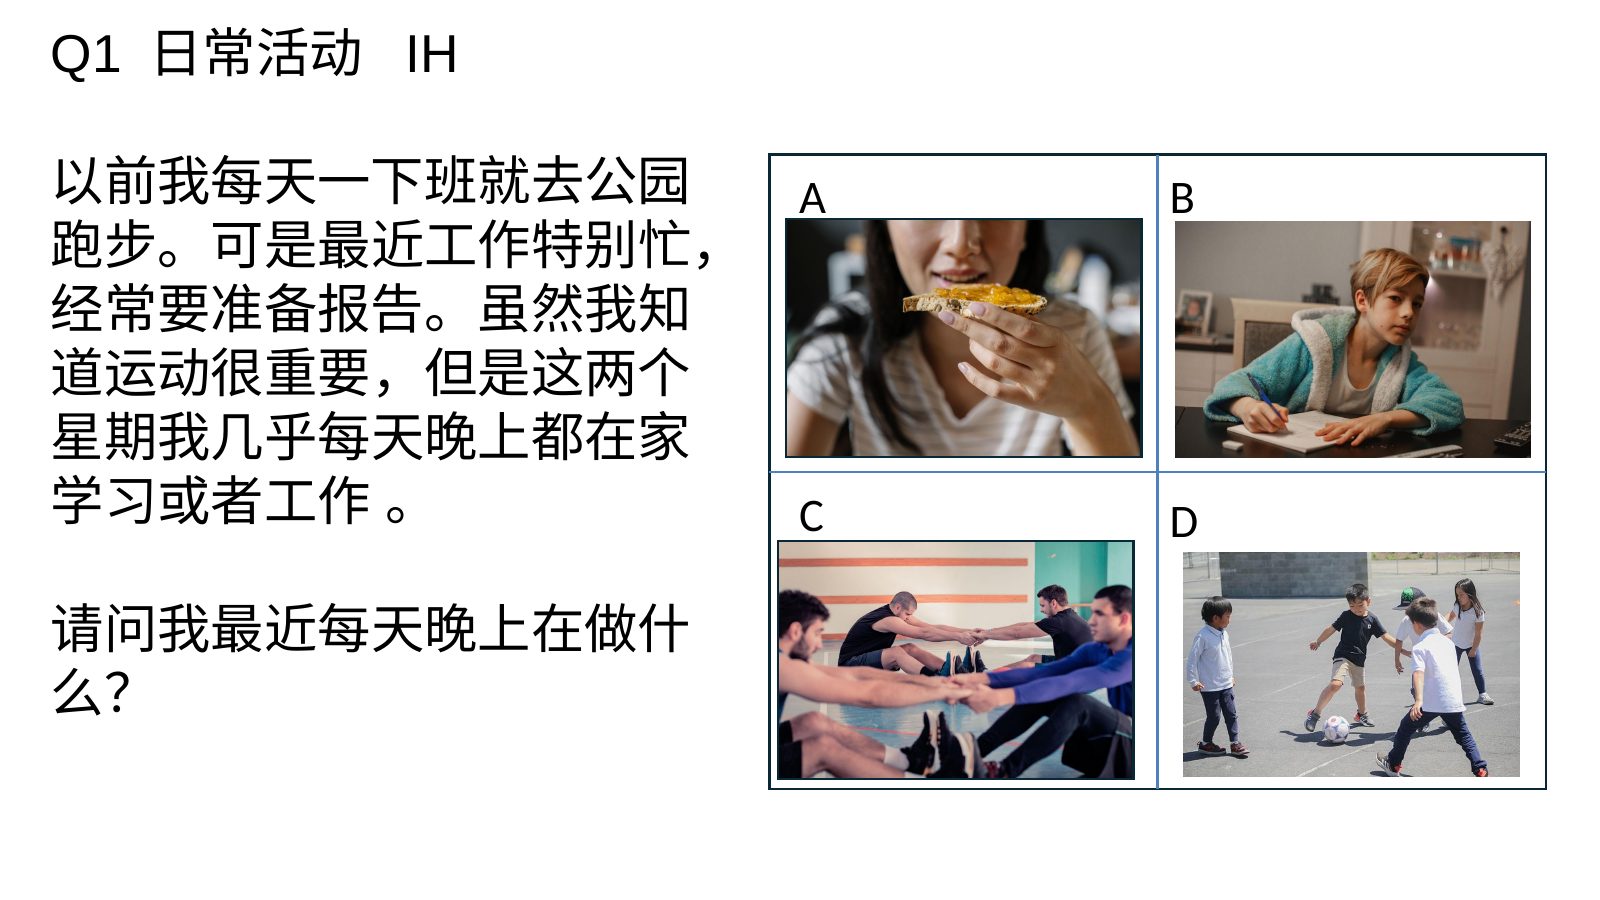 Q1 日常活动 IH
以前我每天一下班就去公园
跑步。可是最近工作特别忙，
经常要准备报告。虽然我知
道运动很重要，但是这两个
星期我几乎每天晚上都在家
学习或者工作 。
请问我最近每天晚上在做什
么？
A
B
C
D